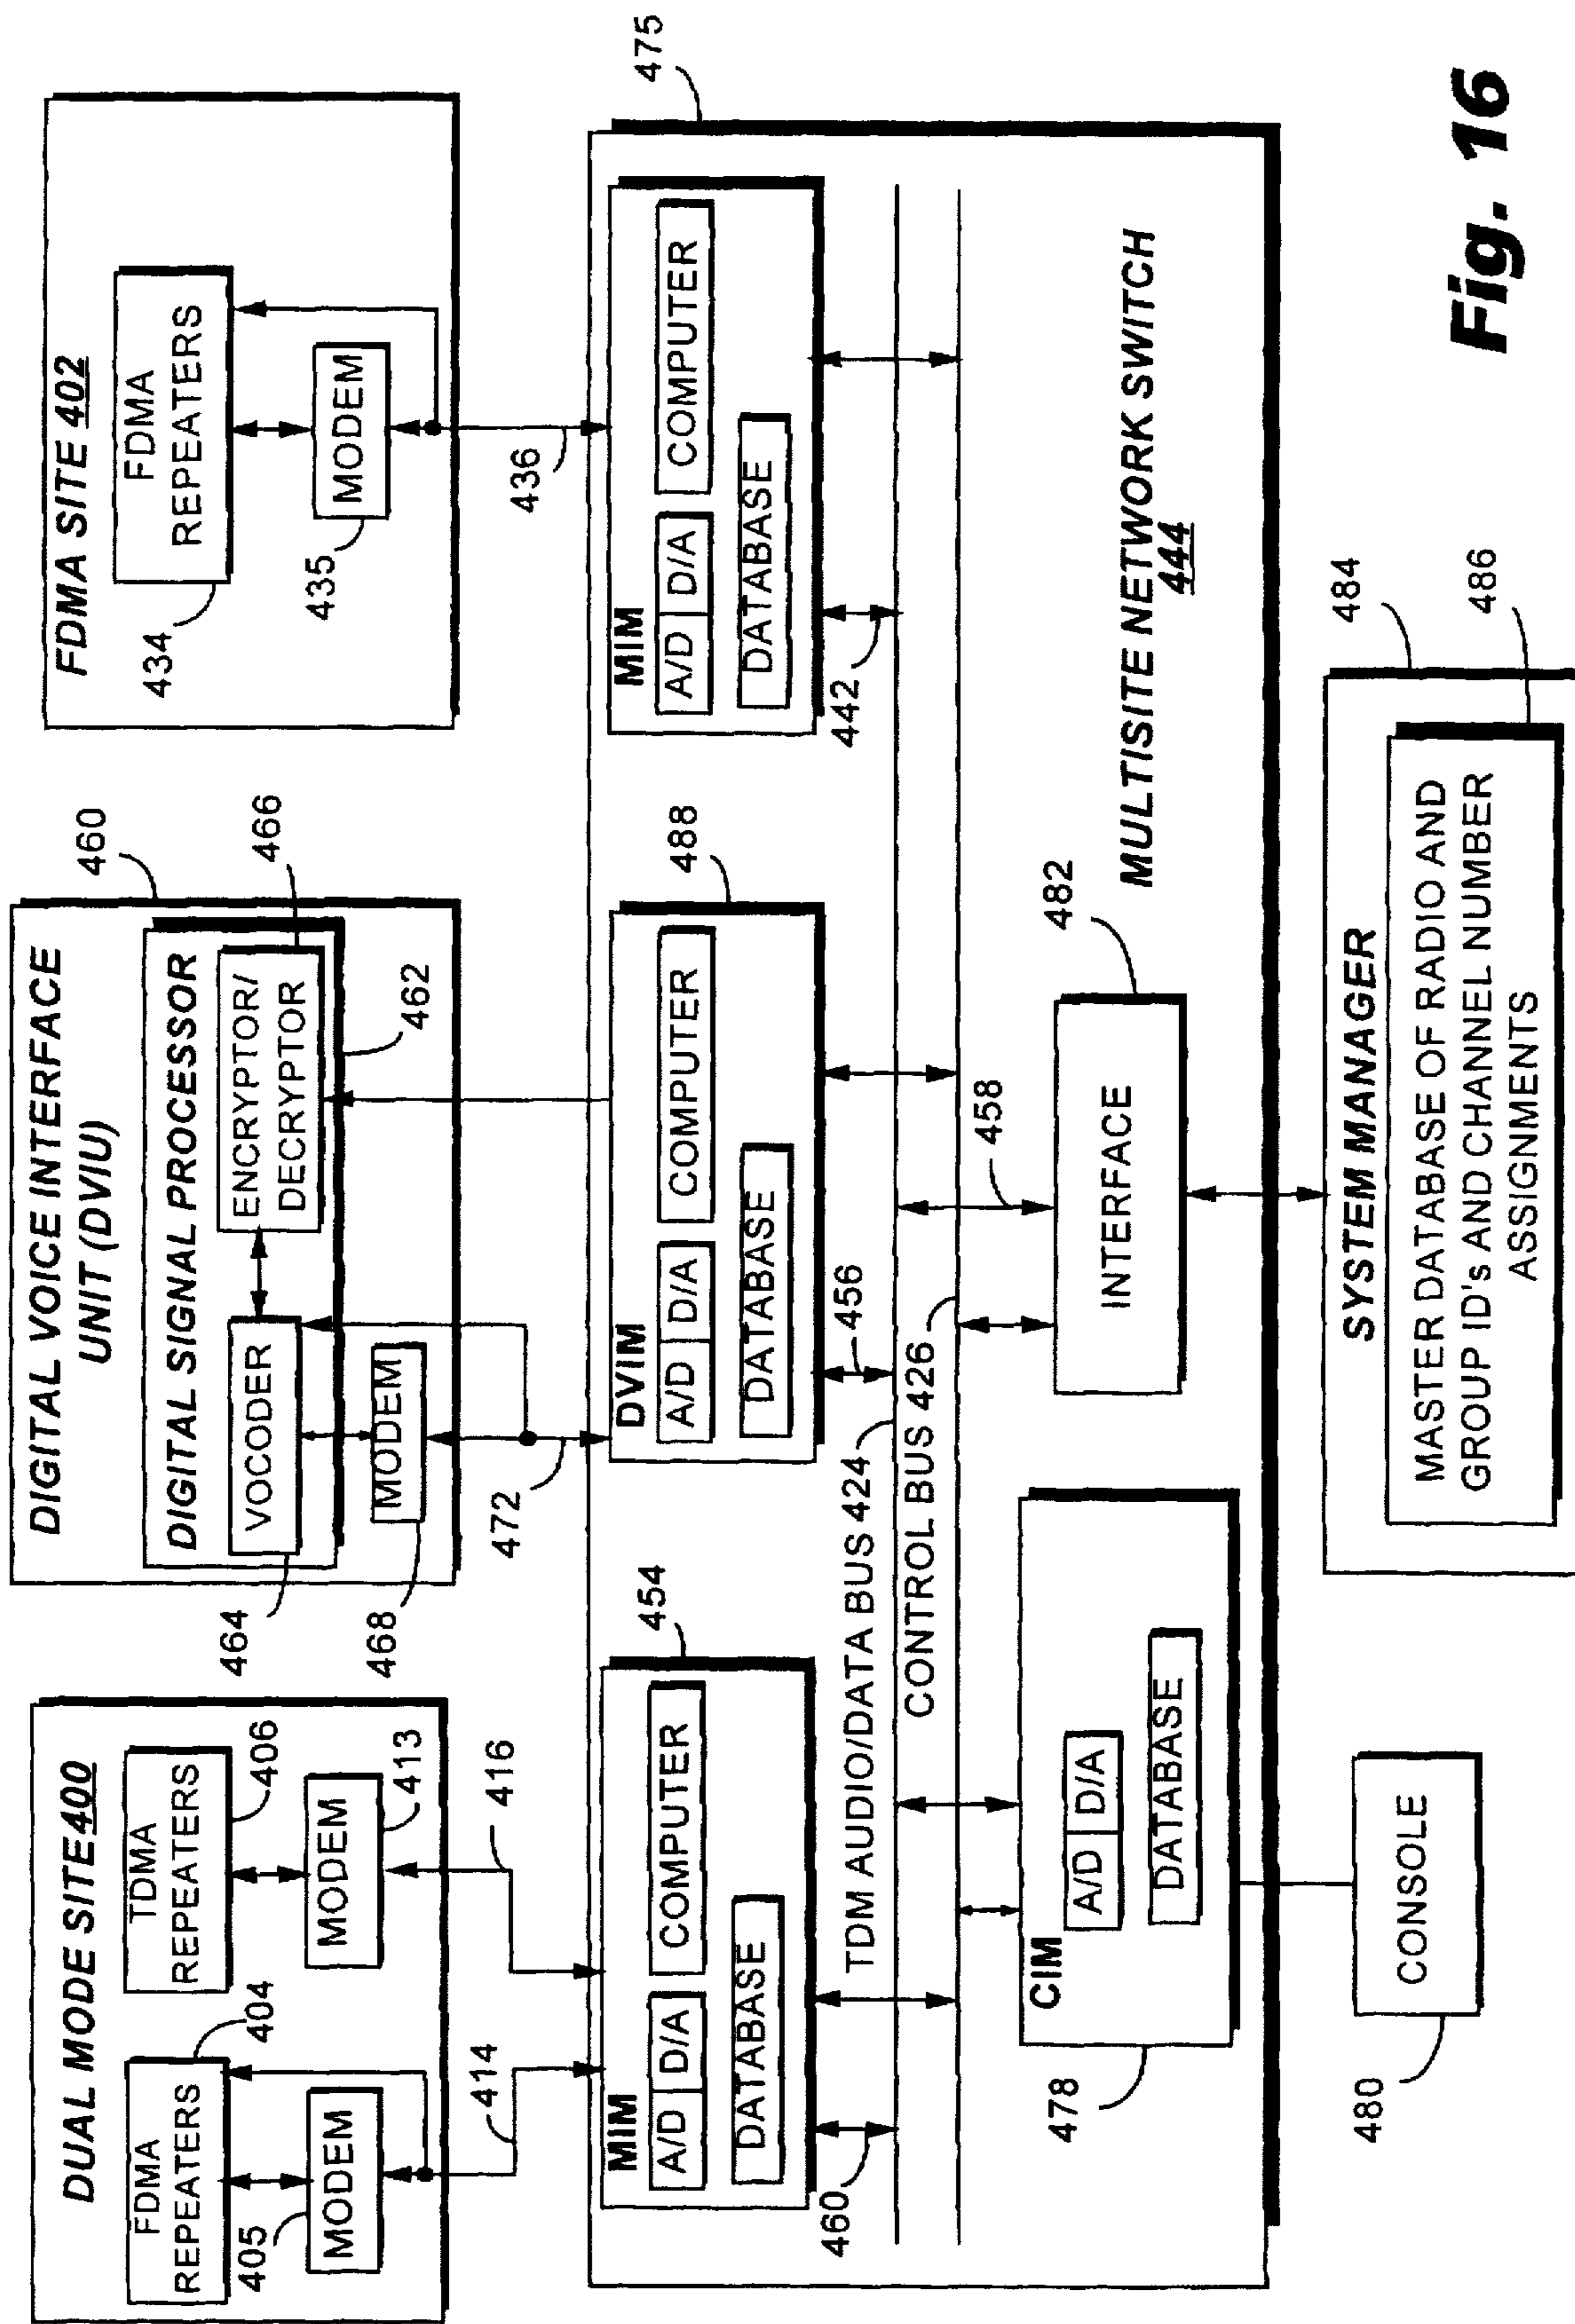 DUAL MODE SITE 400
FDMA
REPEATERS
404
TDMA
REPEATERS
406
405
MODEM
MODEM
413
414
416
DIGITAL VOICE INTERFACE
UNIT (DVIU)
460
DIGITAL SIGNAL PROCESSOR
VOCODER
ENCRYPTOR/
DECRYPTOR
466
464
462
MODEM
468
472
FDMA SITE 402
FDMA
REPEATERS
434
MODEM
435
436
475
MIM
454
A/D D/A
COMPUTER
DATABASE
460
DVIM
488
A/D D/A
COMPUTER
DATABASE
456
MIM
A/D D/A
COMPUTER
DATABASE
442
TDM AUDIO/DATA BUS 424
CONTROL BUS 426
458
CIM
A/D D/A
DATABASE
478
INTERFACE
482
MULTISITE NETWORK SWITCH
444
CONSOLE
480
SYSTEM MANAGER
484
MASTER DATABASE OF RADIO AND
GROUP ID's AND CHANNEL NUMBER
ASSIGNMENTS
486
Fig. 16